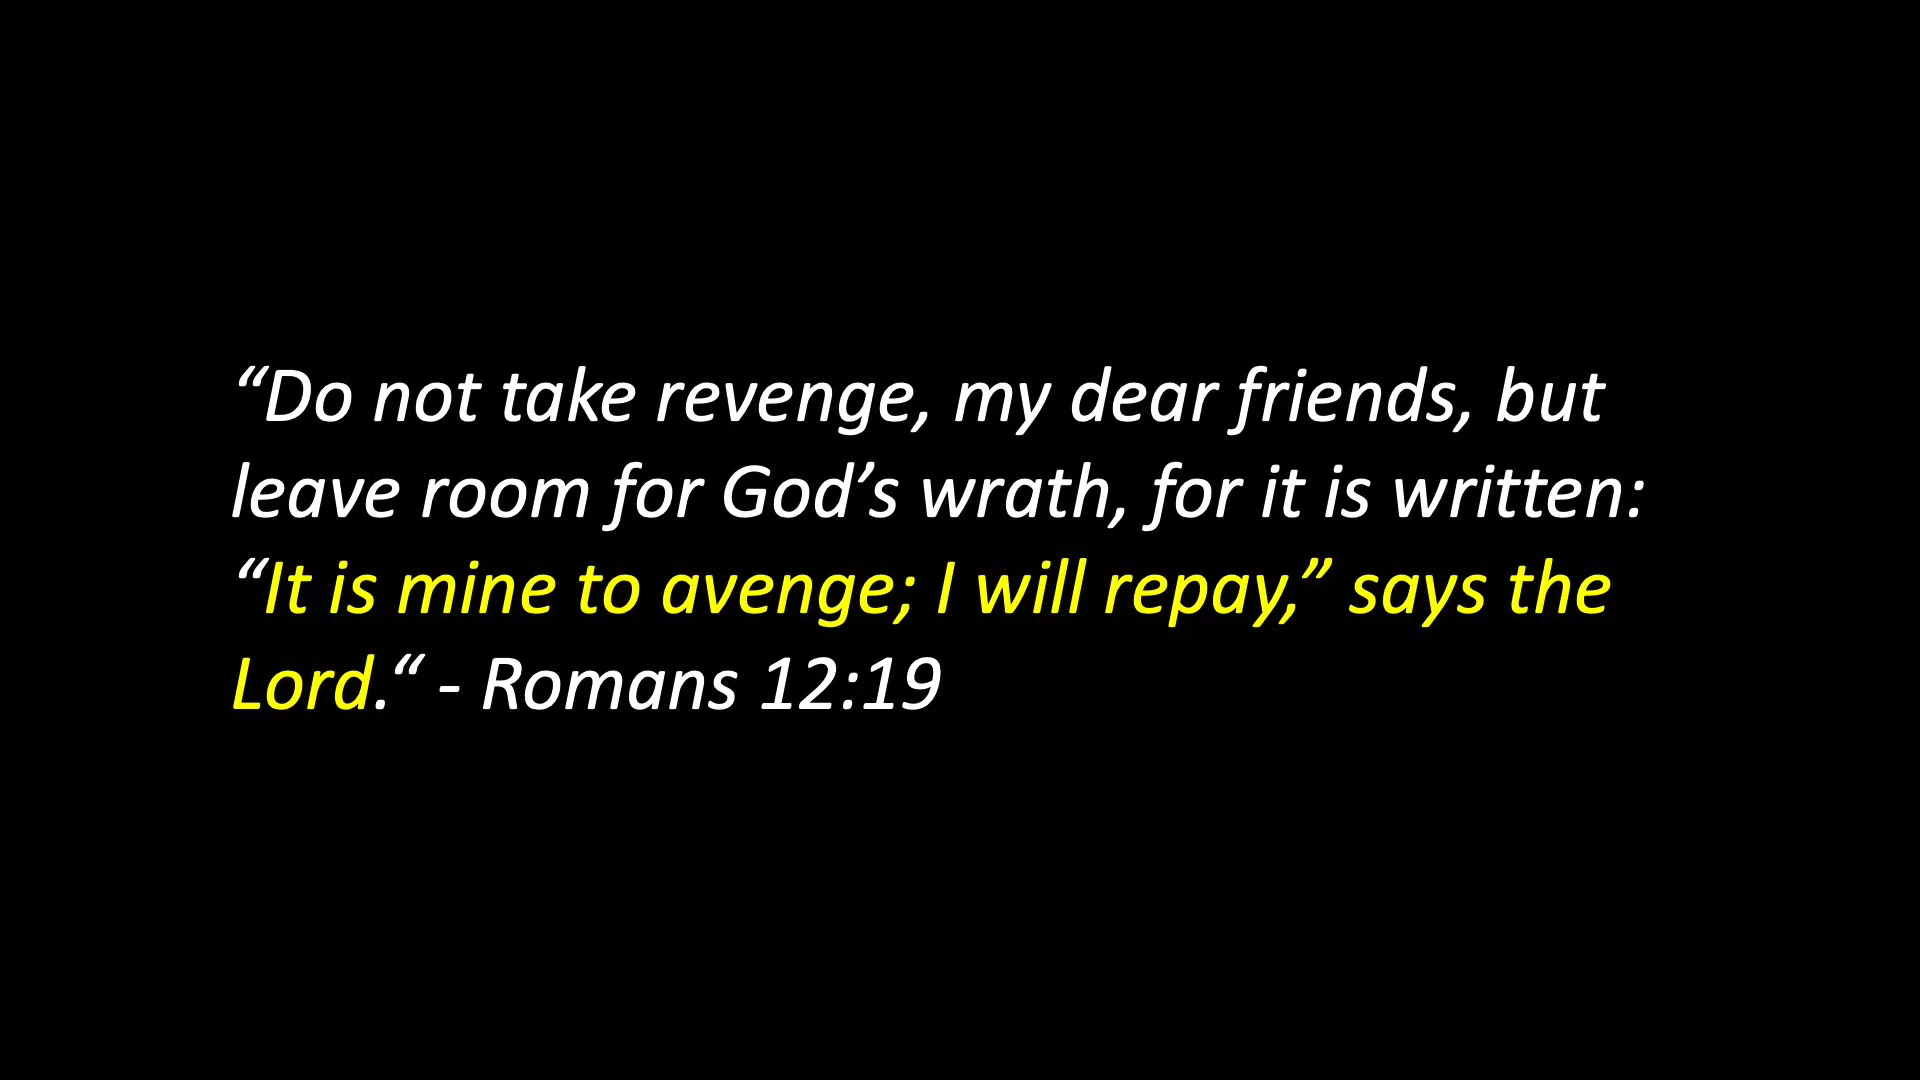 “Do not take revenge, my dear friends, but
leave room for God’s wrath, for it is written:
“It is mine to avenge; I will repay,” says the
Lord.“ - Romans 12:19